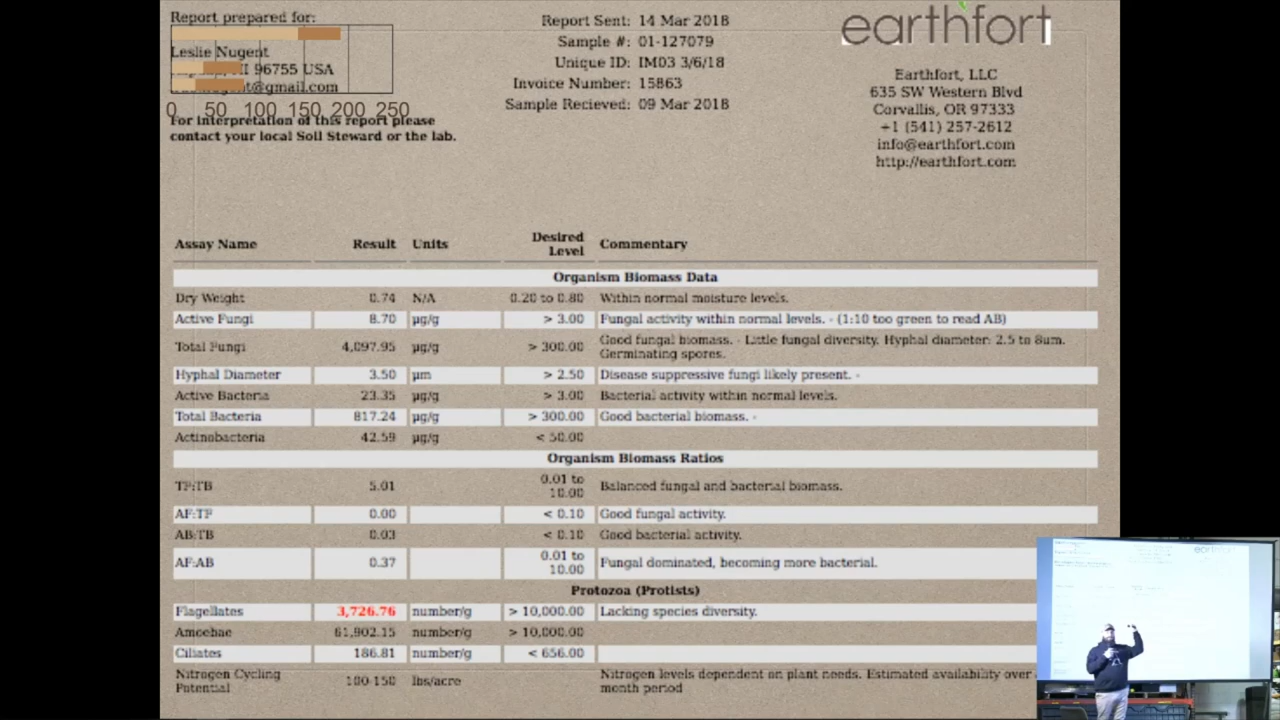 Report prepared for:
Leslie Nugent
HI 96755 USA
@gmail.com
0 50 100 150 200 250
For interpretation of this report please
contact your local Soil Steward or the lab.
Report Sent: 14 Mar 2018
Sample #: 01-127079
Unique ID: IM03 3/6/18
Invoice Number: 15863
Sample Recieved: 09 Mar 2018
earthfort
Earthfort, LLC
635 SW Western Blvd
Corvallis, OR 97333
+1 (541) 257-2612
info@earthfort.com
http://earthfort.com
Assay Name Result Units Desired Level Commentary
Organism Biomass Data
Dry Weight 0.74 N/A 0.20 to 0.80 Within normal moisture levels.
Active Fungi 8.70 µg/g > 3.00 Fungal activity within normal levels. - (1:10 too green to read AB)
Total Fungi 4,097.95 µg/g > 300.00 Good fungal biomass. - Little fungal diversity. Hyphal diameter: 2.5 to 8um.
Germinating spores.
Hyphal Diameter 3.50 µm > 2.50 Disease suppressive fungi likely present. -
Active Bacteria 23.35 µg/g > 3.00 Bacterial activity within normal levels.
Total Bacteria 817.24 µg/g > 300.00 Good bacterial biomass. -
Actinobacteria 42.59 µg/g < 50.00
Organism Biomass Ratios
TF:TB 5.01 0.01 to 10.00 Balanced fungal and bacterial biomass.
AF:TF 0.00 < 0.10 Good fungal activity.
AB:TB 0.03 < 0.10 Good bacterial activity.
AF:AB 0.37 0.01 to 10.00 Fungal dominated, becoming more bacterial.
Protozoa (Protists)
Flagellates 3,726.76 number/g > 10,000.00 Lacking species diversity.
Amoebae 61,902.15 number/g > 10,000.00
Ciliates 186.81 number/g < 656.00
Nitrogen Cycling Potential 100-150 lbs/acre Nitrogen levels dependent on plant needs. Estimated availability over
month period
earthfort